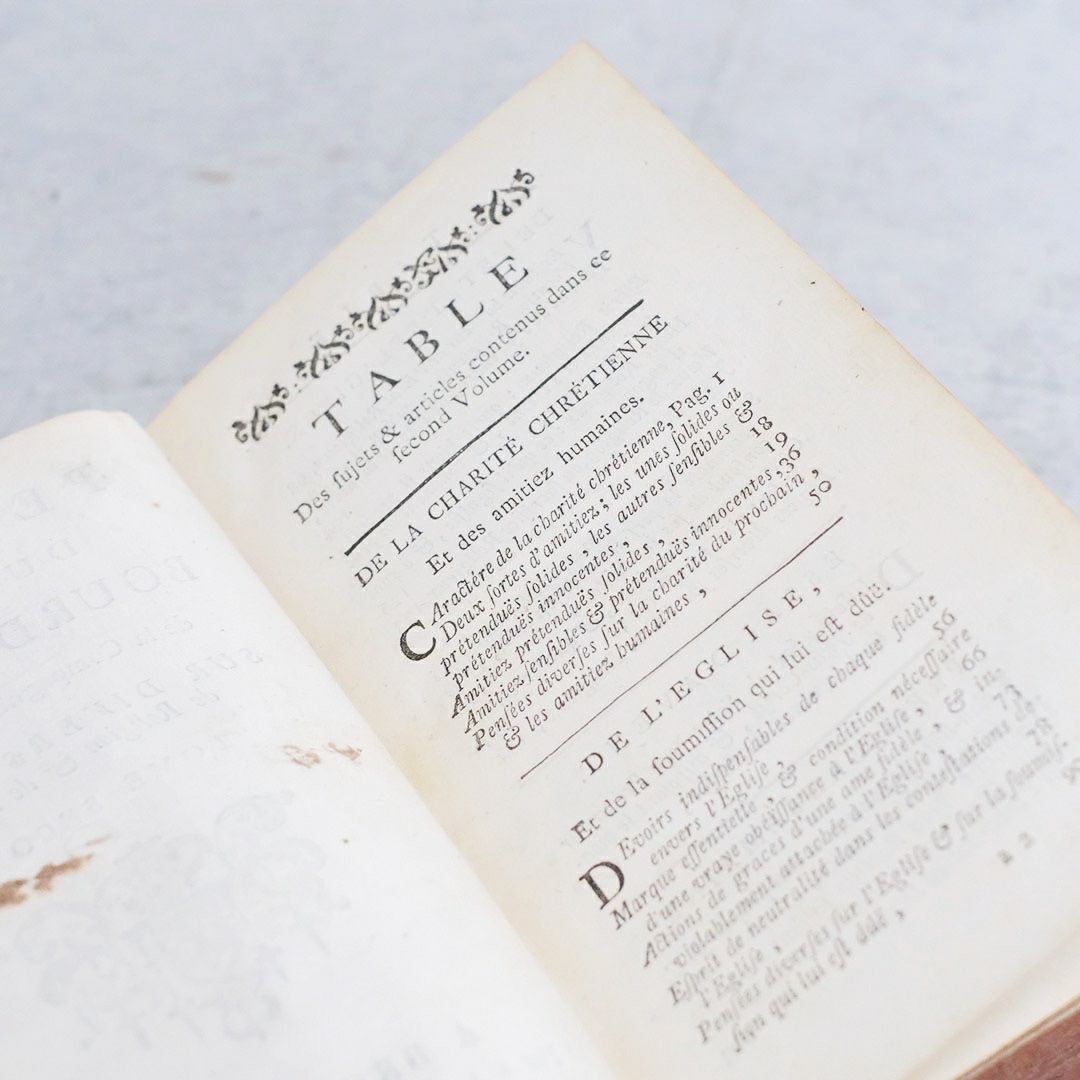 TABLE
Des ſujets & articles contenus dans ce
ſecond Volume.
DE LA CHARITÉ CHRÉTIENNE
Et des amitiez humaines.
CAractére de la charité chrétienne, Pag. 1
Deux ſortes d'amitiez; les unes ſolides ou
prétenduës ſolides, les autres ſenſibles &
prétenduës innocentes, 18
Amitiez prétenduës ſolides, 19
Amitiez ſenſibles & prétenduës innocentes, 36
Penſées diverſes ſur la charité du prochain,
& les amitiez humaines, 50
DE L'EGLISE,
Et de la ſoumiſſion qui lui eſt dûë.
DEvoirs indiſpenſables de chaque fidèle
envers l'Egliſe, 56
Marque eſſentielle, & condition néceſſaire
d'une vraye obéïſſance à l'Egliſe, 66
Actions de graces d'une ame fidèle, & in-
violablement attachée à l'Egliſe, 73
Eſprit de neutralité dans les conteſtations de
l'Egliſe,
Penſées diverſes ſur l'Egliſe & ſur la ſoumiſ-
ſion qui lui eſt dûë,
a 2